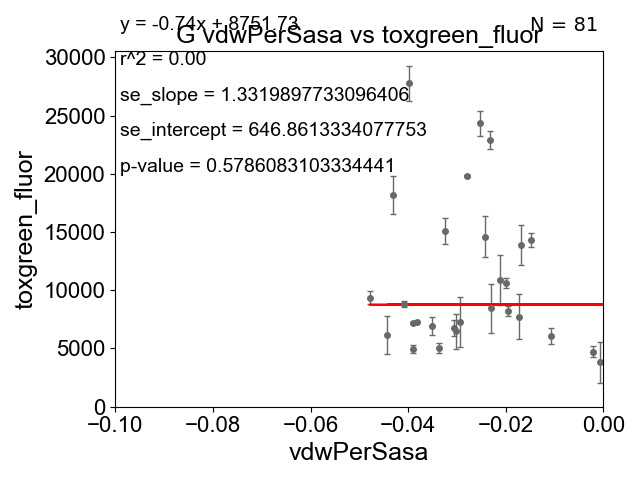 y = -0.74x + 8751.73
N = 81
G vdwPerSasa vs toxgreen_fluor
r^2 = 0.00
se_slope = 1.3319897733096406
se_intercept = 646.8613334077753
p-value = 0.5786083103334441
toxgreen_fluor
30000
25000
20000
15000
10000
5000
0
−0.10 −0.08 −0.06 −0.04 −0.02 0.00
vdwPerSasa